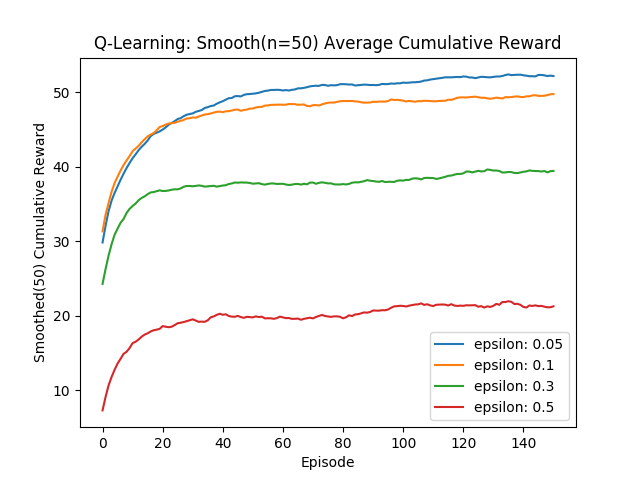 Q-Learning: Smooth(n=50) Average Cumulative Reward
Smoothed(50) Cumulative Reward
50
40
30
20
10
0 20 40 60 80 100 120 140
Episode
epsilon: 0.05
epsilon: 0.1
epsilon: 0.3
epsilon: 0.5